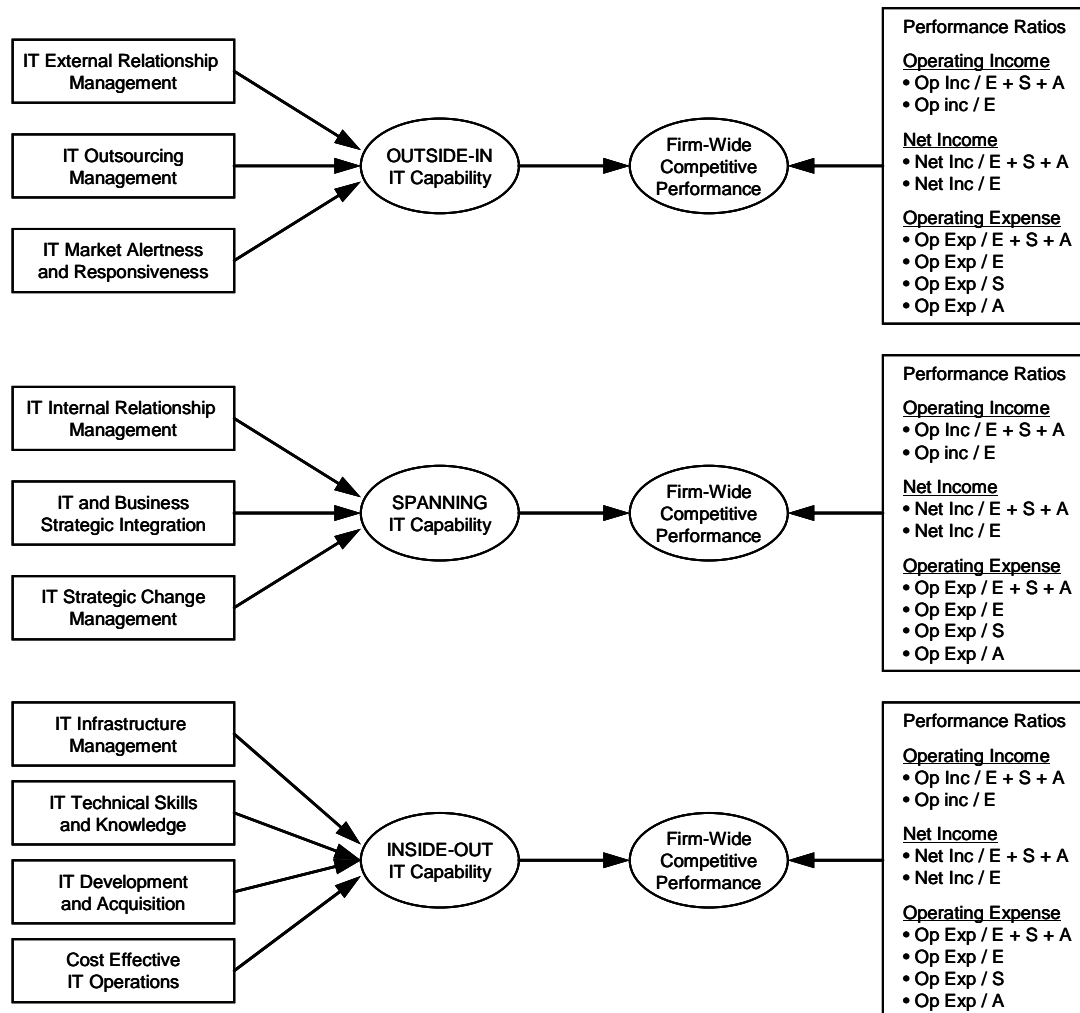 IT External Relationship
Management
IT Outsourcing
Management
IT Market Alertness
and Responsiveness
OUTSIDE-IN
IT Capability
Firm-Wide
Competitive
Performance
Performance Ratios
Operating Income
• Op Inc / E + S + A
• Op inc / E
Net Income
• Net Inc / E + S + A
• Net Inc / E
Operating Expense
• Op Exp / E + S + A
• Op Exp / E
• Op Exp / S
• Op Exp / A
IT Internal Relationship
Management
IT and Business
Strategic Integration
IT Strategic Change
Management
SPANNING
IT Capability
Firm-Wide
Competitive
Performance
Performance Ratios
Operating Income
• Op Inc / E + S + A
• Op inc / E
Net Income
• Net Inc / E + S + A
• Net Inc / E
Operating Expense
• Op Exp / E + S + A
• Op Exp / E
• Op Exp / S
• Op Exp / A
IT Infrastructure
Management
IT Technical Skills
and Knowledge
IT Development
and Acquisition
Cost Effective
IT Operations
INSIDE-OUT
IT Capability
Firm-Wide
Competitive
Performance
Performance Ratios
Operating Income
• Op Inc / E + S + A
• Op inc / E
Net Income
• Net Inc / E + S + A
• Net Inc / E
Operating Expense
• Op Exp / E + S + A
• Op Exp / E
• Op Exp / S
• Op Exp / A